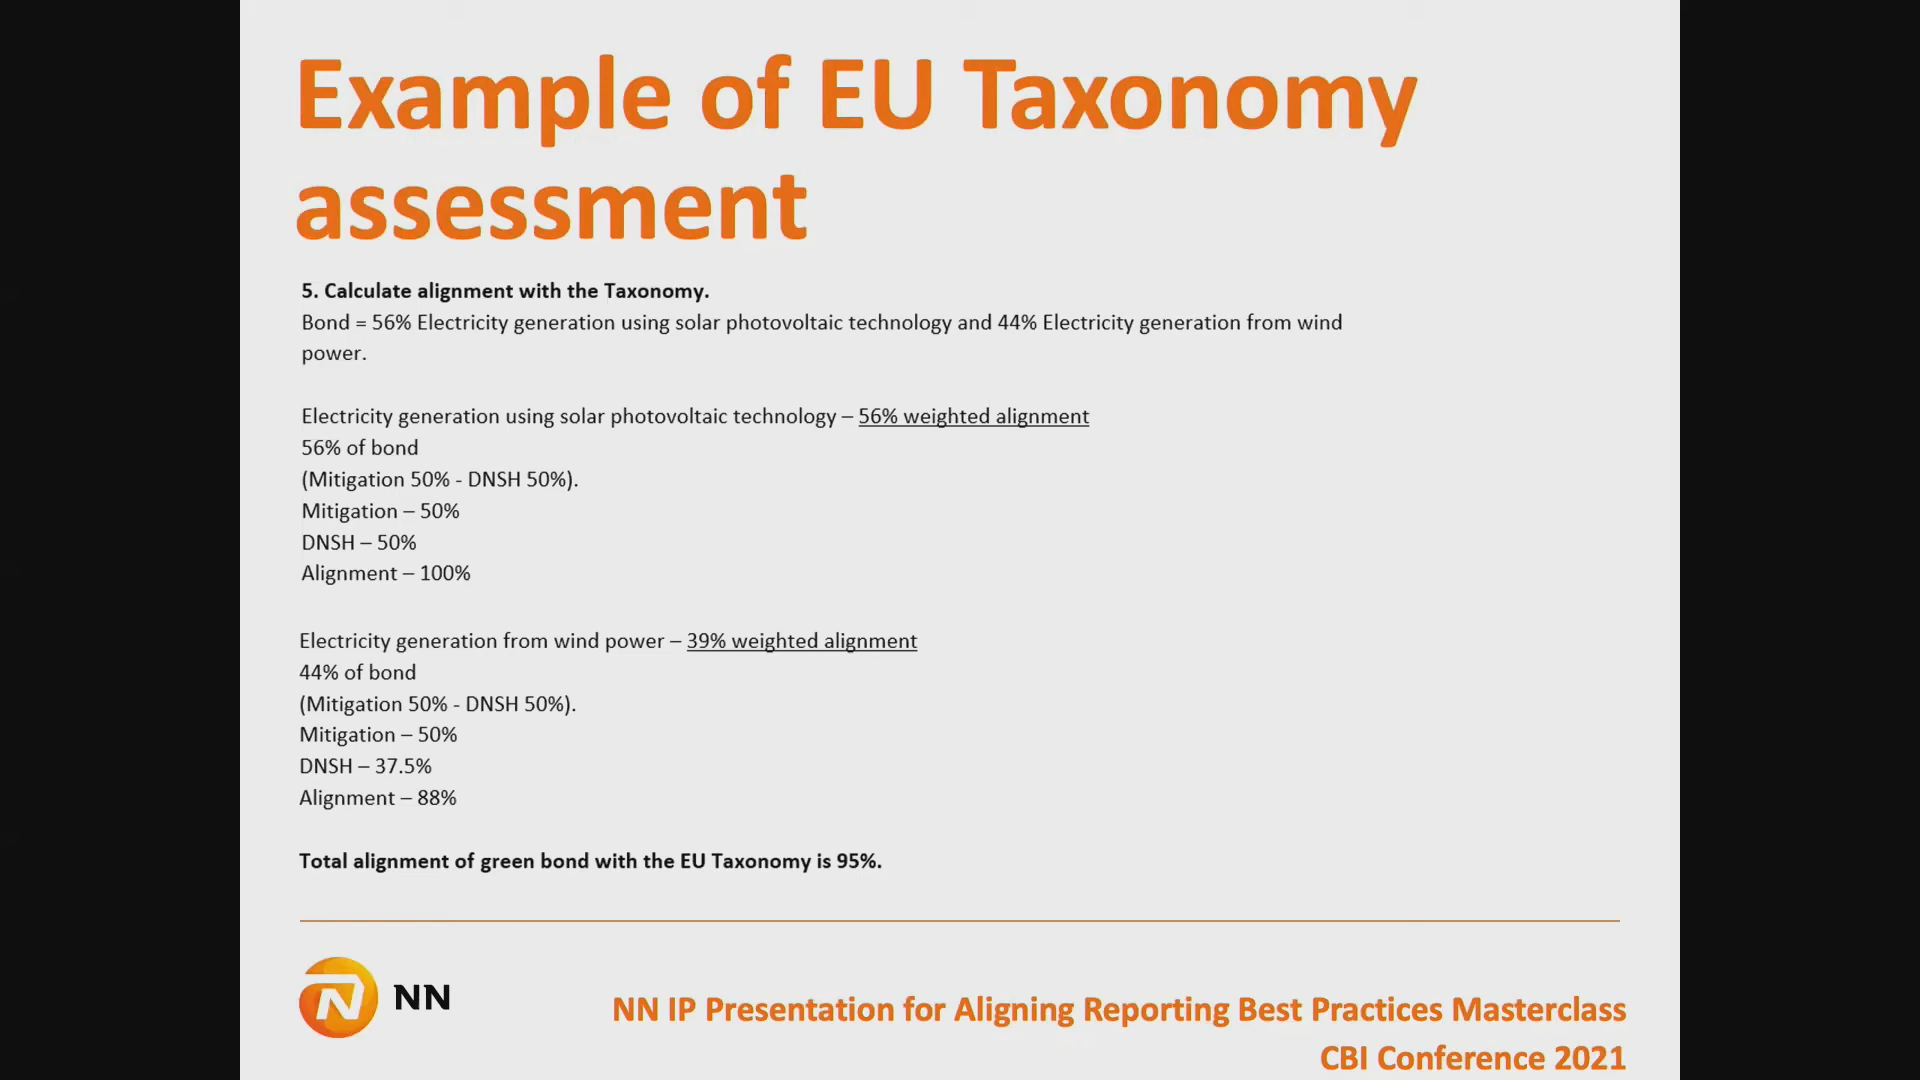 Example of EU Taxonomy
assessment
5. Calculate alignment with the Taxonomy.
Bond = 56% Electricity generation using solar photovoltaic technology and 44% Electricity generation from wind
power.
Electricity generation using solar photovoltaic technology – 56% weighted alignment
56% of bond
(Mitigation 50% - DNSH 50%).
Mitigation – 50%
DNSH – 50%
Alignment – 100%
Electricity generation from wind power – 39% weighted alignment
44% of bond
(Mitigation 50% - DNSH 50%).
Mitigation – 50%
DNSH – 37.5%
Alignment – 88%
Total alignment of green bond with the EU Taxonomy is 95%.
NN
NN IP Presentation for Aligning Reporting Best Practices Masterclass
CBI Conference 2021